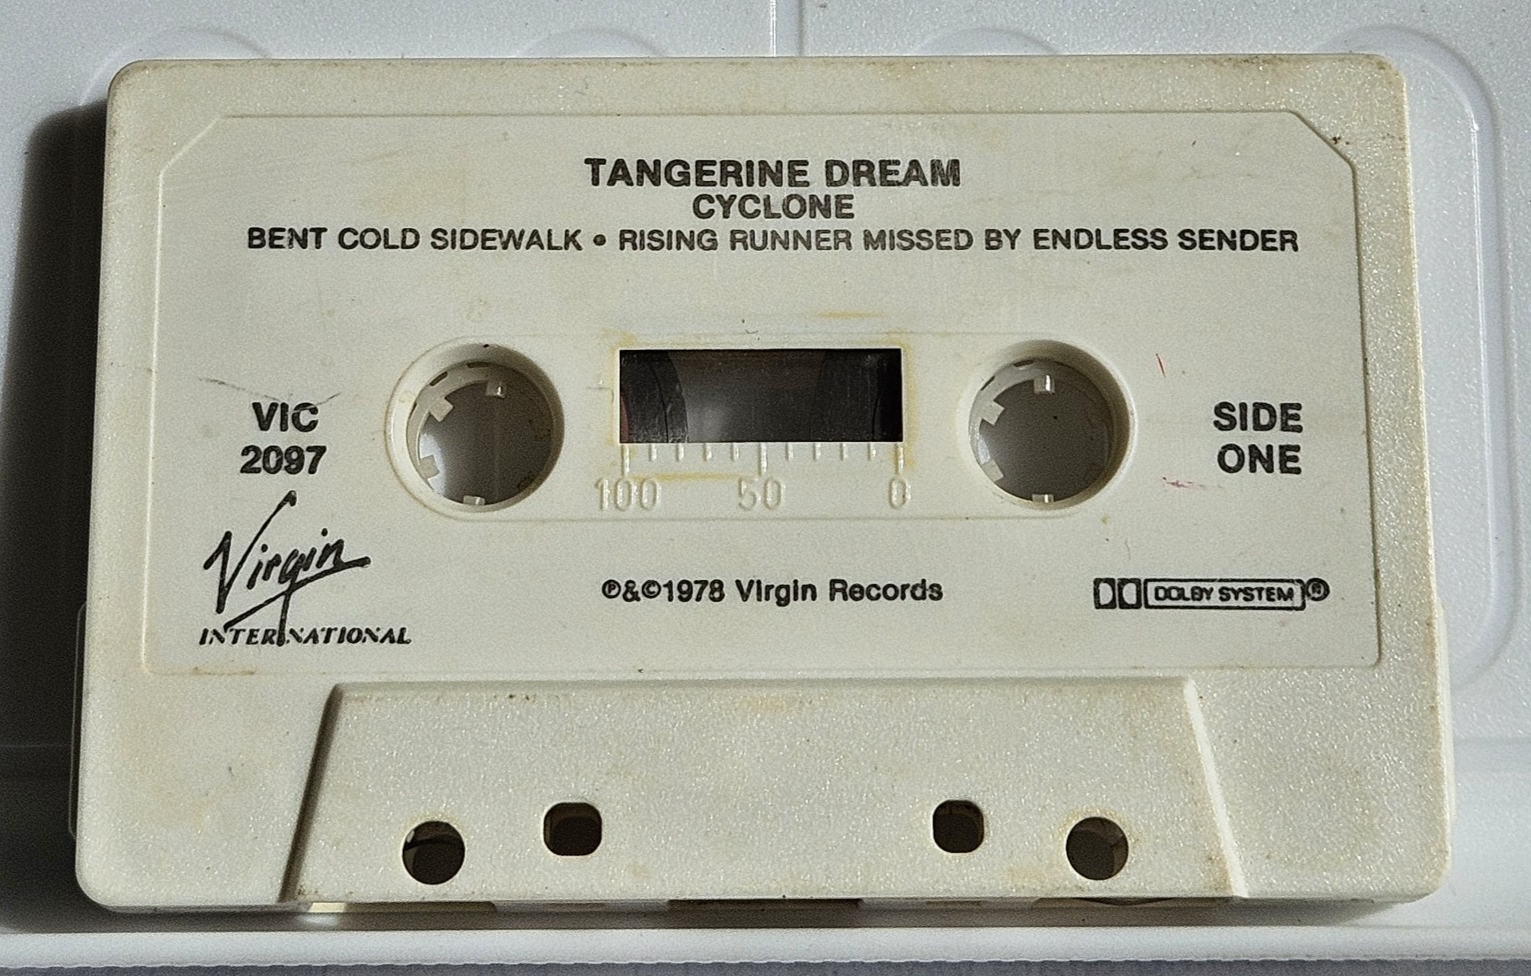 TANGERINE DREAM
CYCLONE
BENT COLD SIDEWALK • RISING RUNNER MISSED BY ENDLESS SENDER
VIC
2097
SIDE
ONE
100 50 0
Virgin
INTERNATIONAL
℗&©1978 Virgin Records
DOLBY SYSTEM®